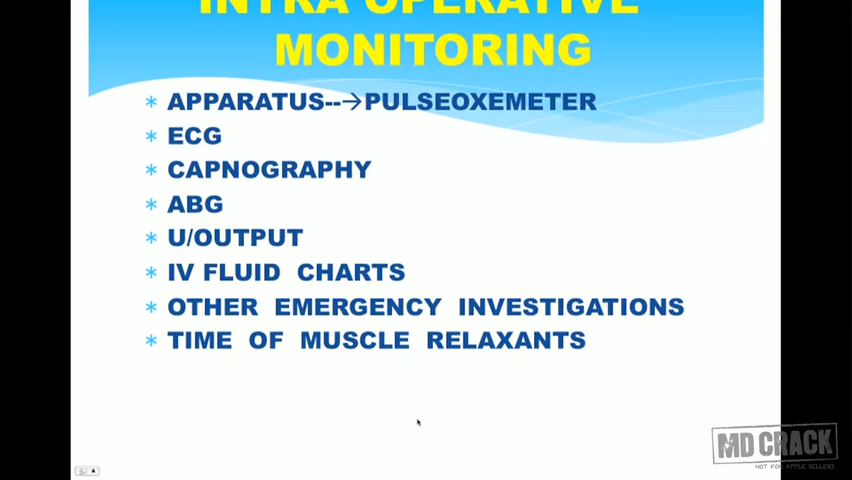 INTRA OPERATIVE
MONITORING
* APPARATUS--→PULSEOXEMETER
* ECG
* CAPNOGRAPHY
* ABG
* U/OUTPUT
* IV FLUID CHARTS
* OTHER EMERGENCY INVESTIGATIONS
* TIME OF MUSCLE RELAXANTS
MD CRACK
NOT FOR APPLE SELLERS